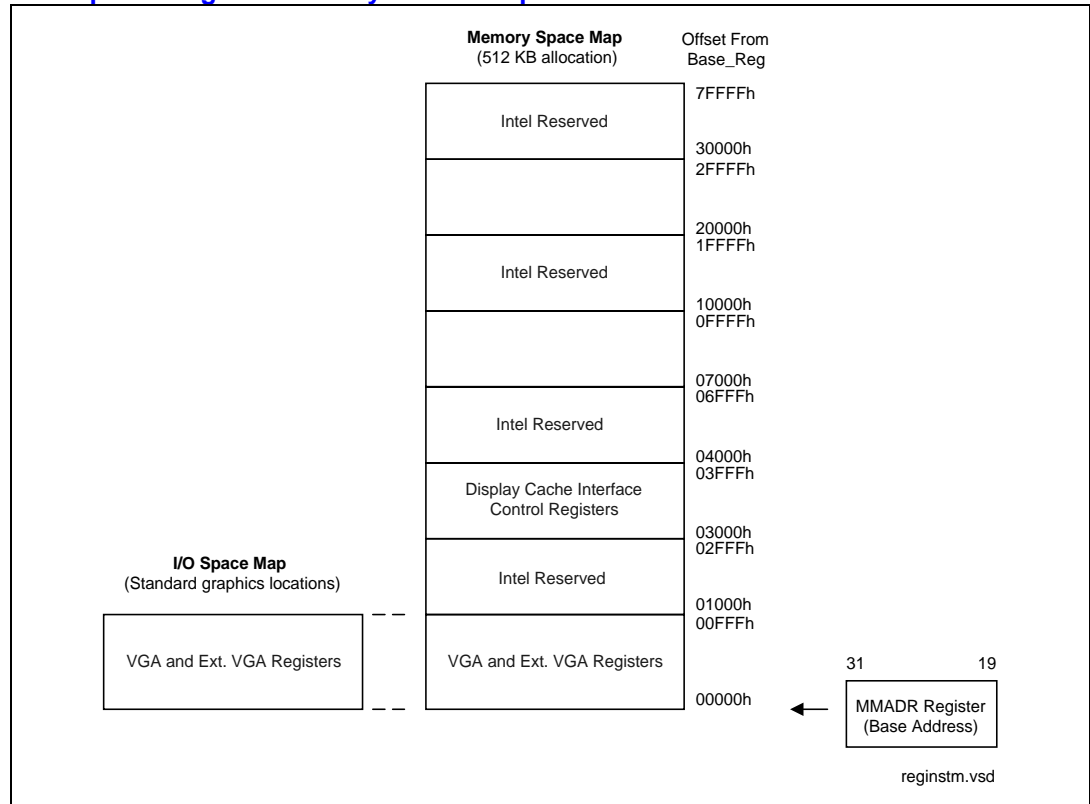 Memory Space Map
(512 KB allocation)
Offset From
Base_Reg
7FFFFh
Intel Reserved
30000h
2FFFFh
20000h
1FFFFh
Intel Reserved
10000h
0FFFFh
07000h
06FFFh
Intel Reserved
04000h
03FFFh
Display Cache Interface
Control Registers
03000h
02FFFh
I/O Space Map
(Standard graphics locations)
Intel Reserved
01000h
00FFFh
VGA and Ext. VGA Registers
VGA and Ext. VGA Registers
00000h
31 19
MMADR Register
(Base Address)
reginstm.vsd